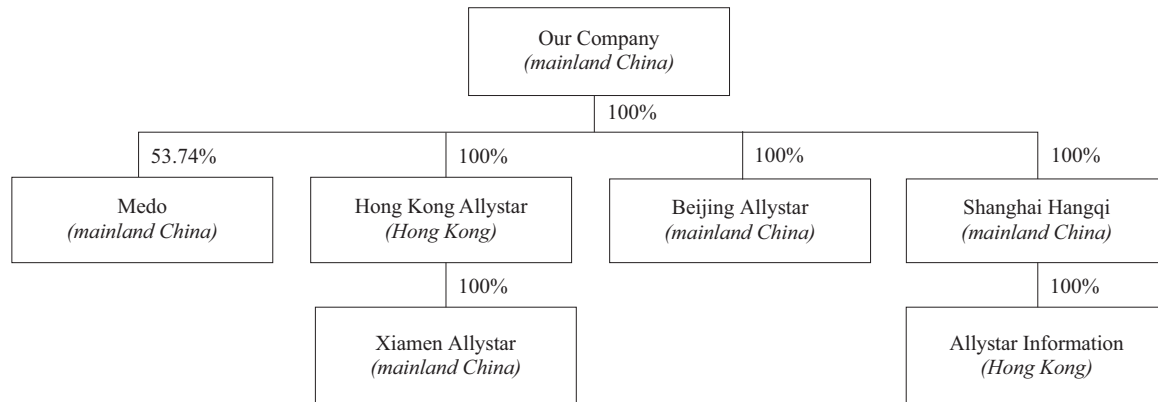 Our Company
(mainland China)
100%
53.74%
100%
100%
100%
Medo
(mainland China)
Hong Kong Allystar
(Hong Kong)
Beijing Allystar
(mainland China)
Shanghai Hangqi
(mainland China)
100%
100%
Xiamen Allystar
(mainland China)
Allystar Information
(Hong Kong)